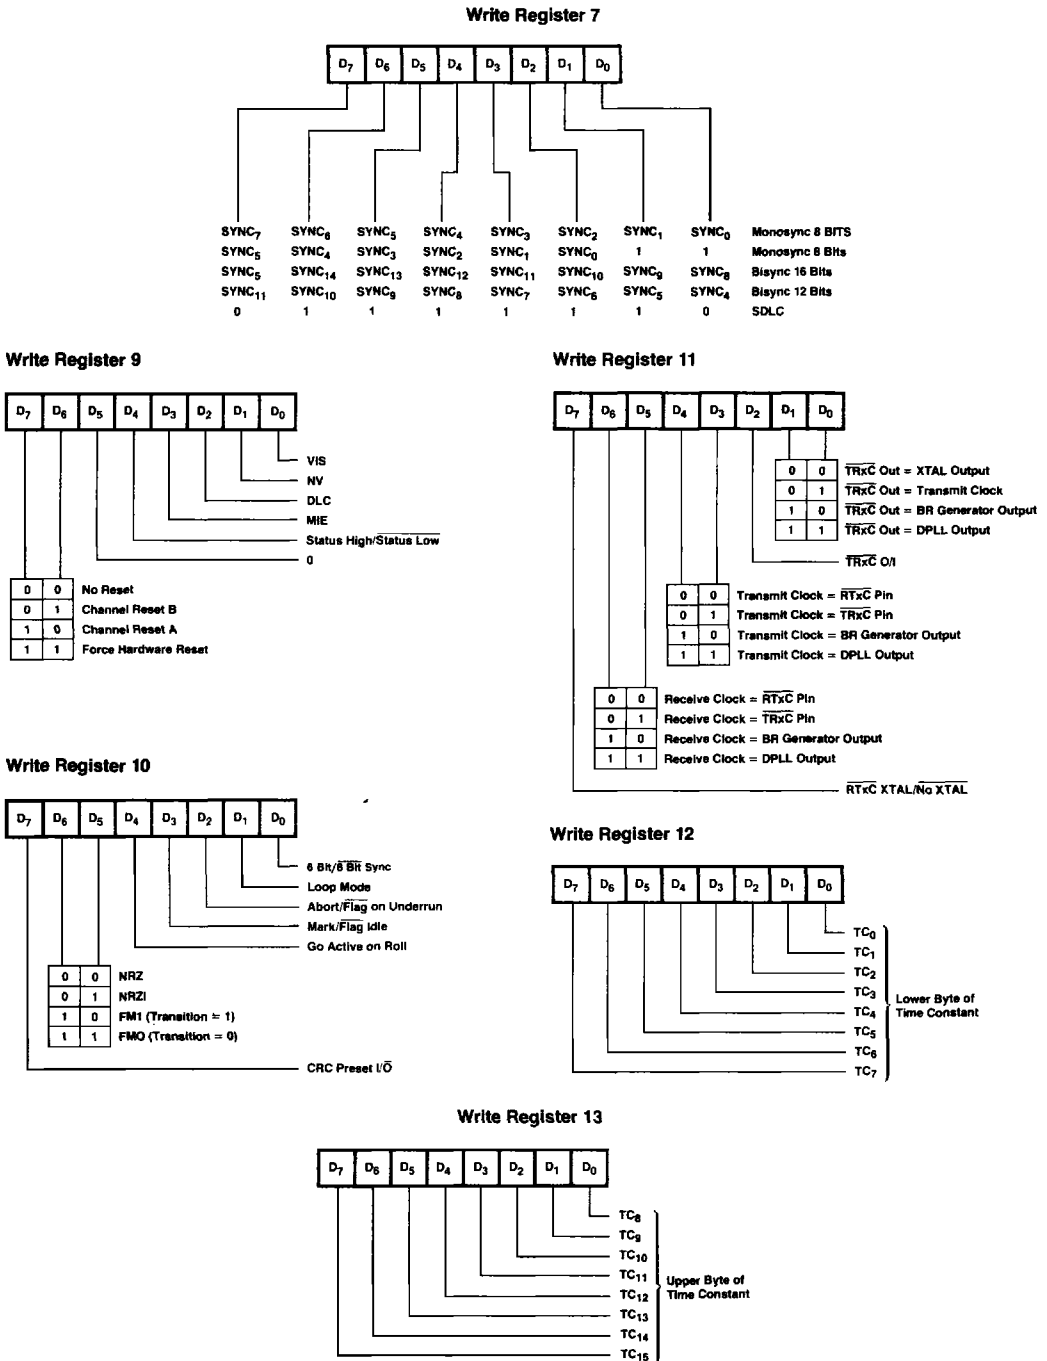 Write Register 7
D7 D6 D5 D4 D3 D2 D1 D0
SYNC7 SYNC6 SYNC5 SYNC4 SYNC3 SYNC2 SYNC1 SYNC0 Monosync 8 BITS
SYNC5 SYNC4 SYNC3 SYNC2 SYNC1 SYNC0 1 1 Monosync 8 Bits
SYNC5 SYNC14 SYNC13 SYNC12 SYNC11 SYNC10 SYNC9 SYNC8 Bisync 16 Bits
SYNC11 SYNC10 SYNC9 SYNC8 SYNC7 SYNC6 SYNC5 SYNC4 Bisync 12 Bits
0 1 1 1 1 1 1 0 SDLC
Write Register 9
D7 D6 D5 D4 D3 D2 D1 D0
VIS
NV
DLC
MIE
Status High/Status Low
0
0 0 No Reset
0 1 Channel Reset B
1 0 Channel Reset A
1 1 Force Hardware Reset
Write Register 11
D7 D6 D5 D4 D3 D2 D1 D0
0 0 TRxC Out = XTAL Output
0 1 TRxC Out = Transmit Clock
1 0 TRxC Out = BR Generator Output
1 1 TRxC Out = DPLL Output
TRxC O/I
0 0 Transmit Clock = RTxC Pin
0 1 Transmit Clock = TRxC Pin
1 0 Transmit Clock = BR Generator Output
1 1 Transmit Clock = DPLL Output
0 0 Receive Clock = RTxC Pin
0 1 Receive Clock = TRxC Pin
1 0 Receive Clock = BR Generator Output
1 1 Receive Clock = DPLL Output
RTxC XTAL/No XTAL
Write Register 10
D7 D6 D5 D4 D3 D2 D1 D0
6 Bit/8 Bit Sync
Loop Mode
Abort/Flag on Underrun
Mark/Flag Idle
Go Active on Roll
0 0 NRZ
0 1 NRZI
1 0 FM1 (Transition = 1)
1 1 FMO (Transition = 0)
CRC Preset I/O
Write Register 12
D7 D6 D5 D4 D3 D2 D1 D0
TC0
TC1
TC2
TC3
TC4
TC5
TC6
TC7
Lower Byte of
Time Constant
Write Register 13
D7 D6 D5 D4 D3 D2 D1 D0
TC8
TC9
TC10
TC11
TC12
TC13
TC14
TC15
Upper Byte of
Time Constant